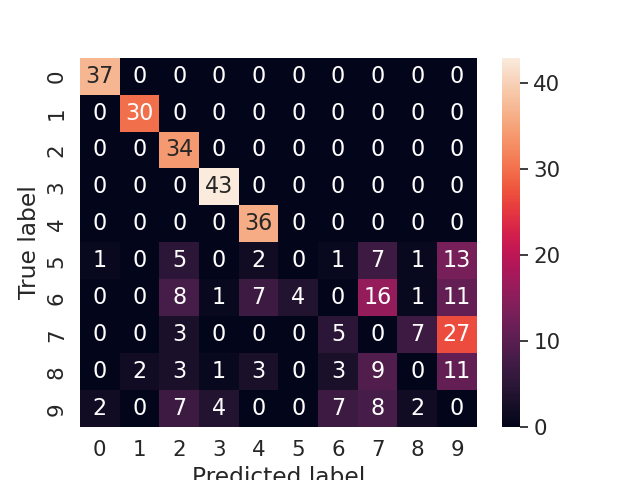 0 37 0 0 0 0 0 0 0 0 0
1 0 30 0 0 0 0 0 0 0 0
2 0 0 34 0 0 0 0 0 0 0
3 0 0 0 43 0 0 0 0 0 0
4 0 0 0 0 36 0 0 0 0 0
5 1 0 5 0 2 0 1 7 1 13
6 0 0 8 1 7 4 0 16 1 11
7 0 0 3 0 0 0 5 0 7 27
8 0 2 3 1 3 0 3 9 0 11
9 2 0 7 4 0 0 7 8 2 0
0 1 2 3 4 5 6 7 8 9
Predicted label
True label
40
30
20
10
0